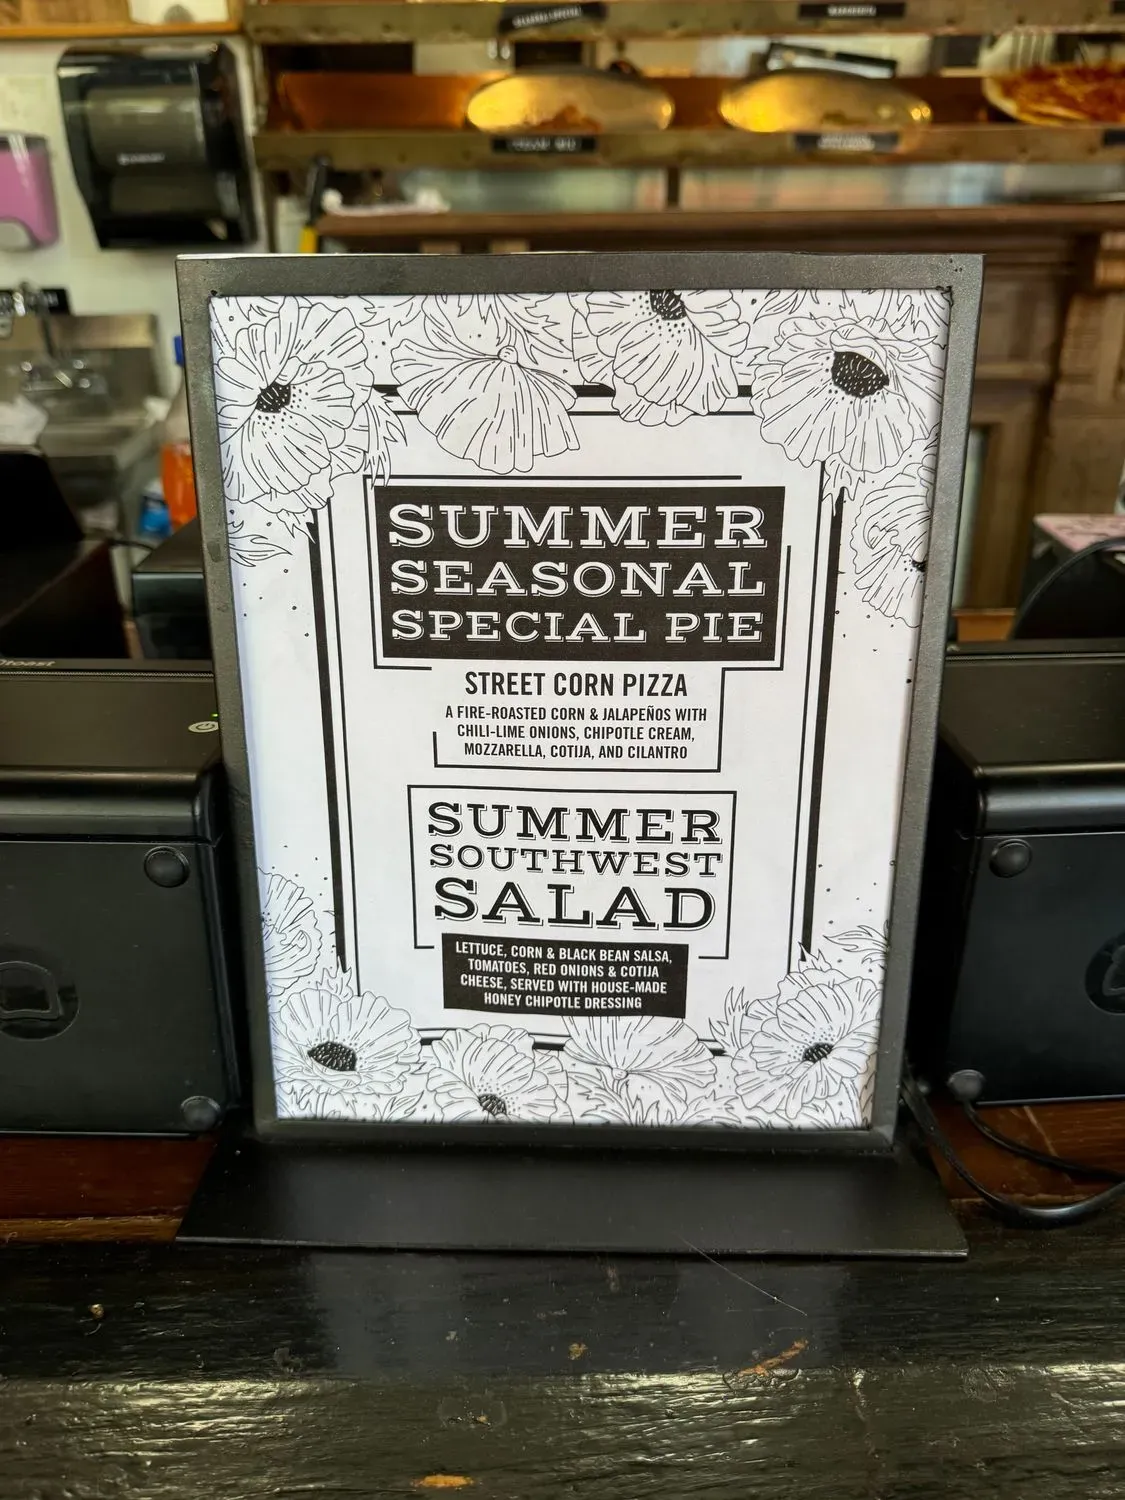 SUMMER
SEASONAL
SPECIAL PIE
STREET CORN PIZZA
A FIRE-ROASTED CORN & JALAPEÑOS WITH
CHILI-LIME ONIONS, CHIPOTLE CREAM,
MOZZARELLA, COTIJA, AND CILANTRO
SUMMER
SOUTHWEST
SALAD
LETTUCE, CORN & BLACK BEAN SALSA,
TOMATOES, RED ONIONS & COTIJA
CHEESE, SERVED WITH HOUSE-MADE
HONEY CHIPOTLE DRESSING
toast